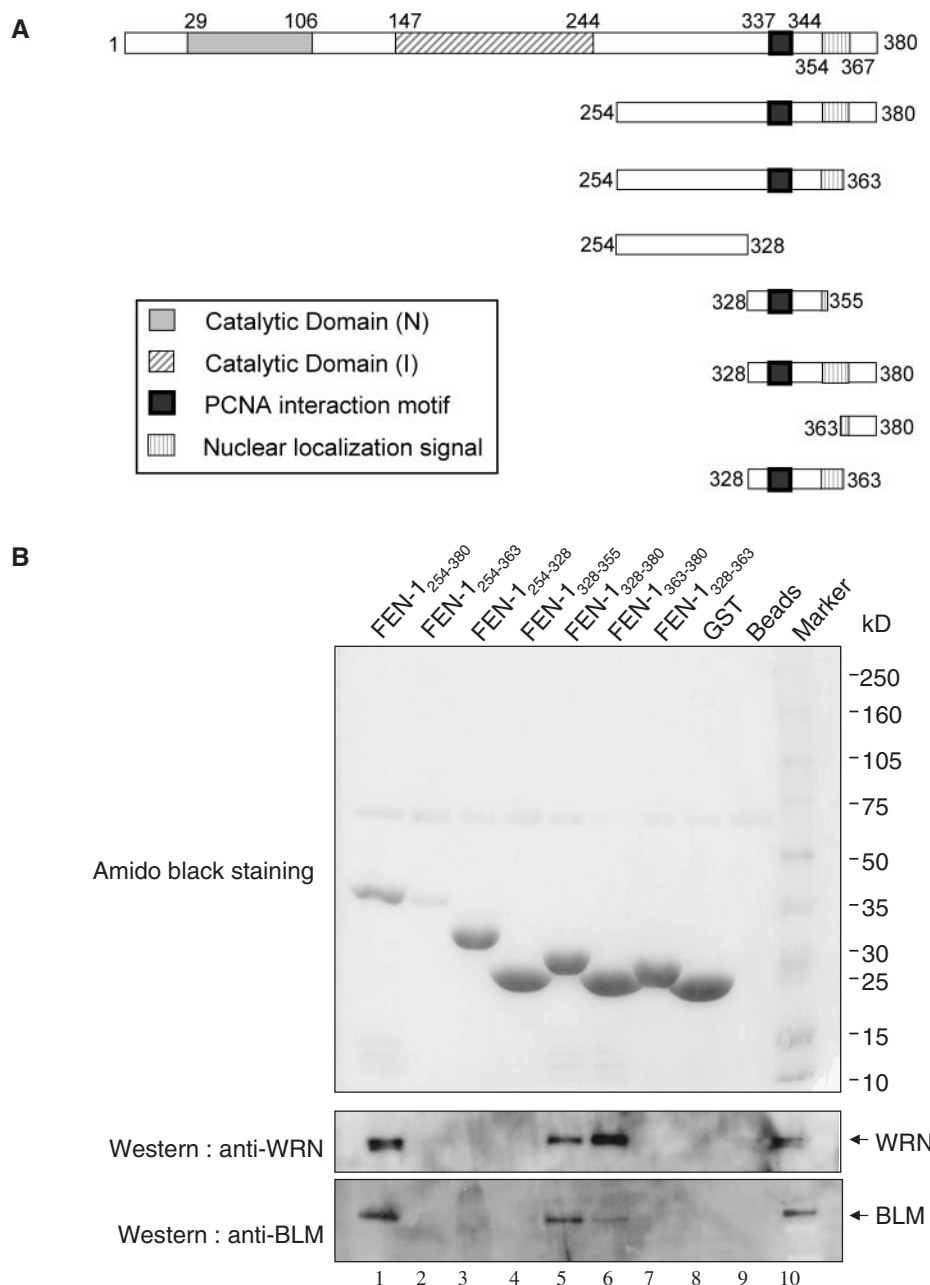 A
29 106 147 244 337 344
1 380
354 367
254 380
254 363
254 328
328 355
328 380
363 380
328 363
Catalytic Domain (N)
Catalytic Domain (I)
PCNA interaction motif
Nuclear localization signal
B
FEN-1254-380 FEN-1254-363 FEN-1254-328 FEN-1328-355 FEN-1328-380 FEN-1363-380 FEN-1328-363 GST Beads Marker kD
250
160
105
75
50
Amido black staining
35
30
25
15
10
Western : anti-WRN WRN
Western : anti-BLM BLM
1 2 3 4 5 6 7 8 9 10